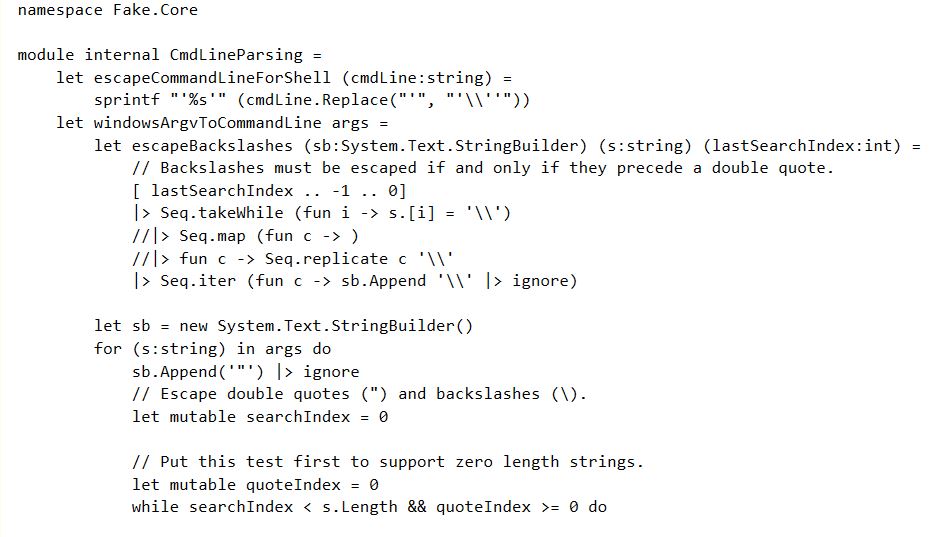 namespace Fake.Core

module internal CmdLineParsing =
    let escapeCommandLineForShell (cmdLine:string) =
        sprintf "'%s'" (cmdLine.Replace("'", "'\\''"))
    let windowsArgvToCommandLine args =
        let escapeBackslashes (sb:System.Text.StringBuilder) (s:string) (lastSearchIndex:int) =
            // Backslashes must be escaped if and only if they precede a double quote.
            [ lastSearchIndex .. -1 .. 0]
            |> Seq.takeWhile (fun i -> s.[i] = '\\')
            //|> Seq.map (fun c -> )
            //|> fun c -> Seq.replicate c '\\'
            |> Seq.iter (fun c -> sb.Append '\\' |> ignore)

        let sb = new System.Text.StringBuilder()
        for (s:string) in args do
            sb.Append('"') |> ignore
            // Escape double quotes (") and backslashes (\).
            let mutable searchIndex = 0

            // Put this test first to support zero length strings.
            let mutable quoteIndex = 0
            while searchIndex < s.Length && quoteIndex >= 0 do